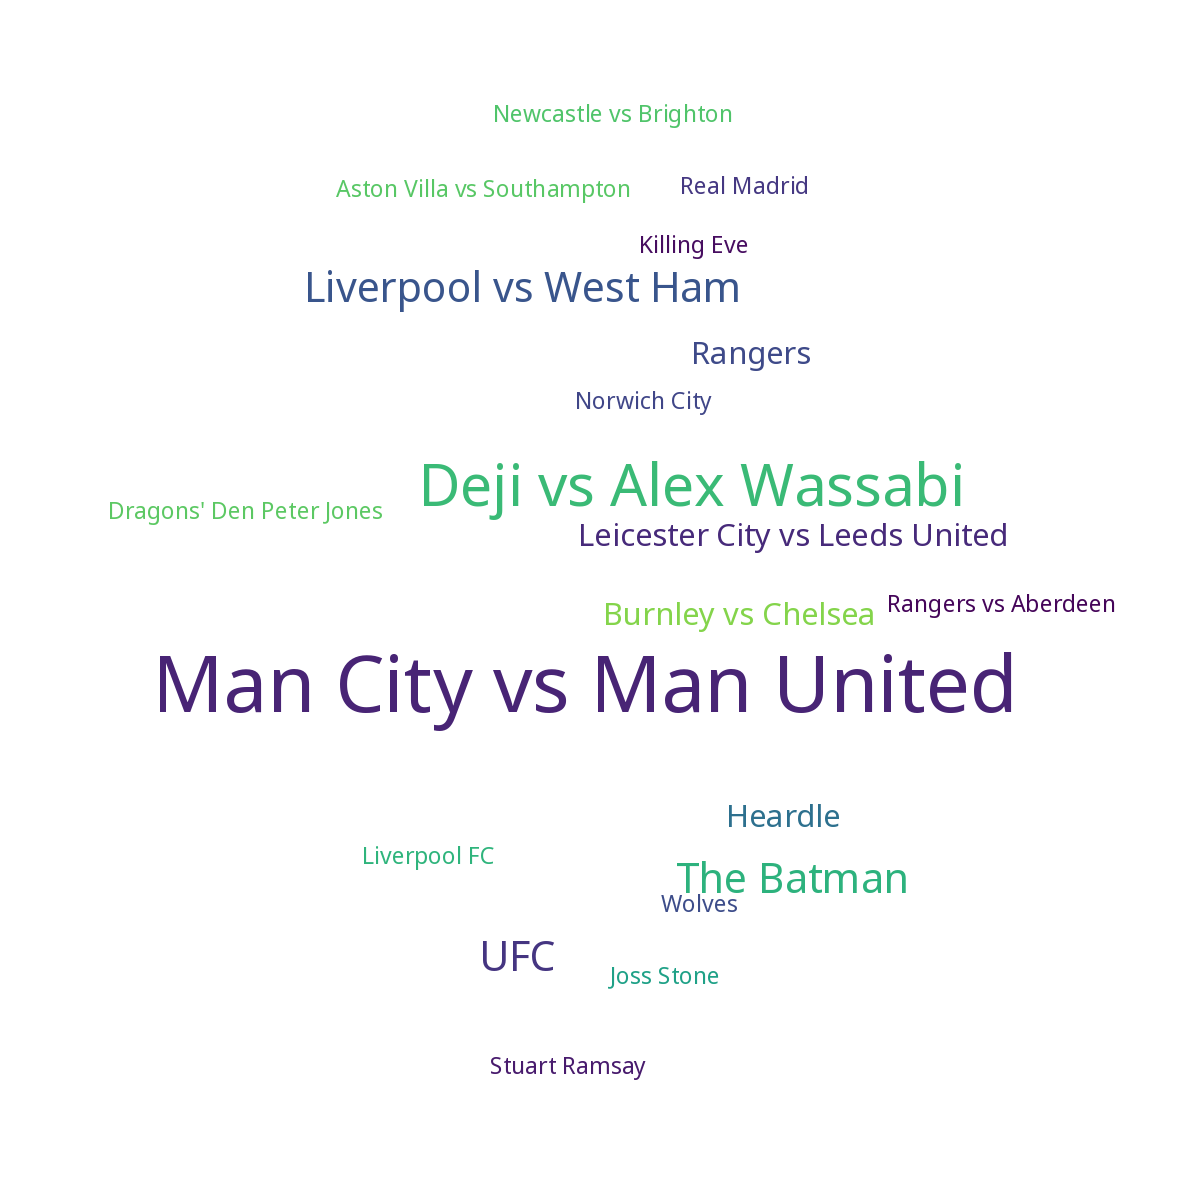 Newcastle vs Brighton
Aston Villa vs Southampton
Real Madrid
Killing Eve
Liverpool vs West Ham
Rangers
Norwich City
Deji vs Alex Wassabi
Dragons' Den Peter Jones
Leicester City vs Leeds United
Burnley vs Chelsea
Rangers vs Aberdeen
Man City vs Man United
Heardle
Liverpool FC
The Batman
Wolves
UFC
Joss Stone
Stuart Ramsay